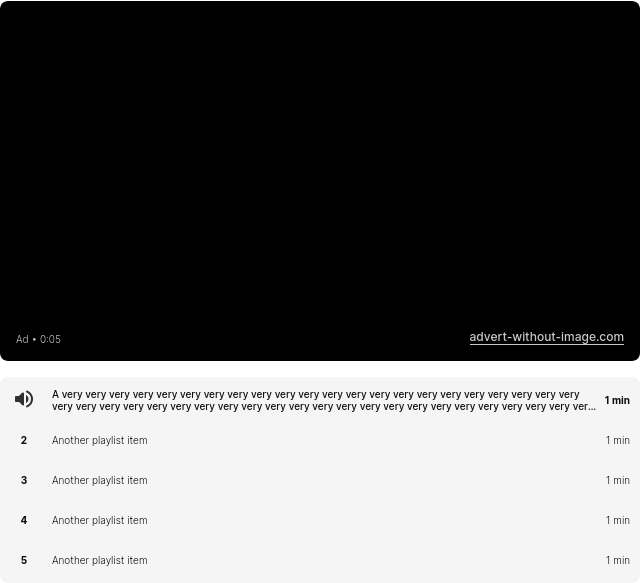 Ad • 0:05
advert-without-image.com
A very very very very very very very very very very very very very very very very very very very very very very
very very very very very very very very very very very very very very very very very very very very very very ver...
1 min
2 Another playlist item 1 min
3 Another playlist item 1 min
4 Another playlist item 1 min
5 Another playlist item 1 min